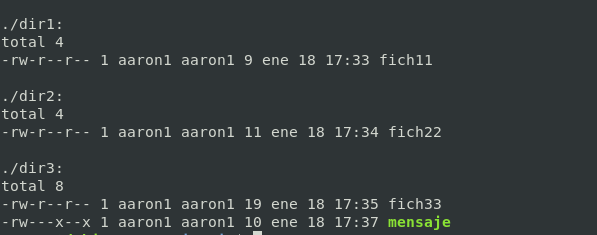 ./dir1:
total 4
-rw-r--r-- 1 aaron1 aaron1 9 ene 18 17:33 fich11
./dir2:
total 4
-rw-r--r-- 1 aaron1 aaron1 11 ene 18 17:34 fich22
./dir3:
total 8
-rw-r--r-- 1 aaron1 aaron1 19 ene 18 17:35 fich33
-rw---x--x 1 aaron1 aaron1 10 ene 18 17:37 mensaje